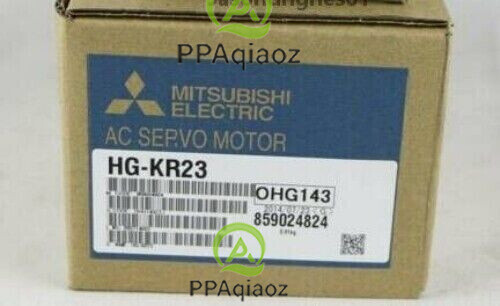 PPAqiaoz
MITSUBISHI
ELECTRIC
AC SERVO MOTOR
HG-KR23
OHG143
859024824
PPAqiaoz